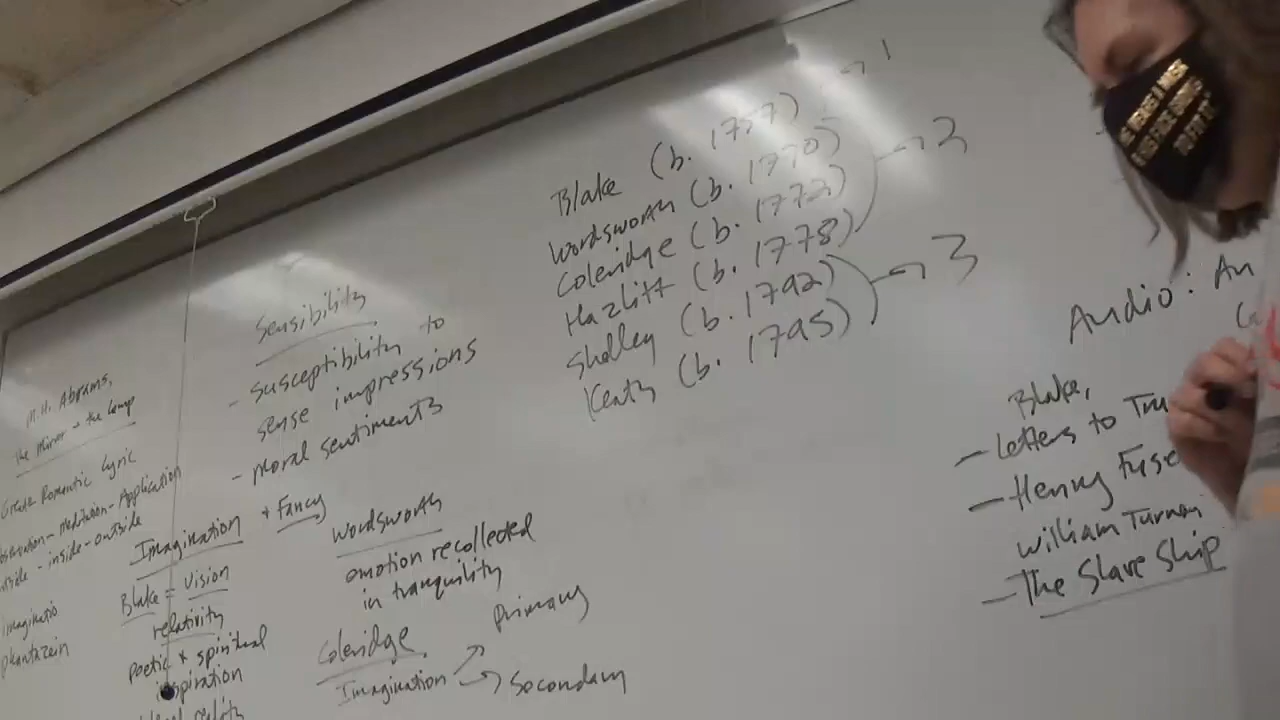 M.H. Abrams,
The Mirror + the Lamp
Greater Romantic Lyric
observation - meditation - Application
outside - inside - outside
imaginatio
phantazein
Sensibility
- susceptibility to
sense impressions
- moral sentiments
Imagination + Fancy
Blake = vision
relativity
poetic + spiritual
inspiration
Wordsworth
emotion recollected
in tranquility
Coleridge
Imagination
Primary
Secondary
Blake (b. 1757) 1
Wordsworth (b. 1770)
Coleridge (b. 1772) 2
Hazlitt (b. 1778)
Shelley (b. 1792) 3
Keats (b. 1795)
Audio: An
Blake,
- Letters to Tru
- Henry Fuse
William Turner
- The Slave Ship